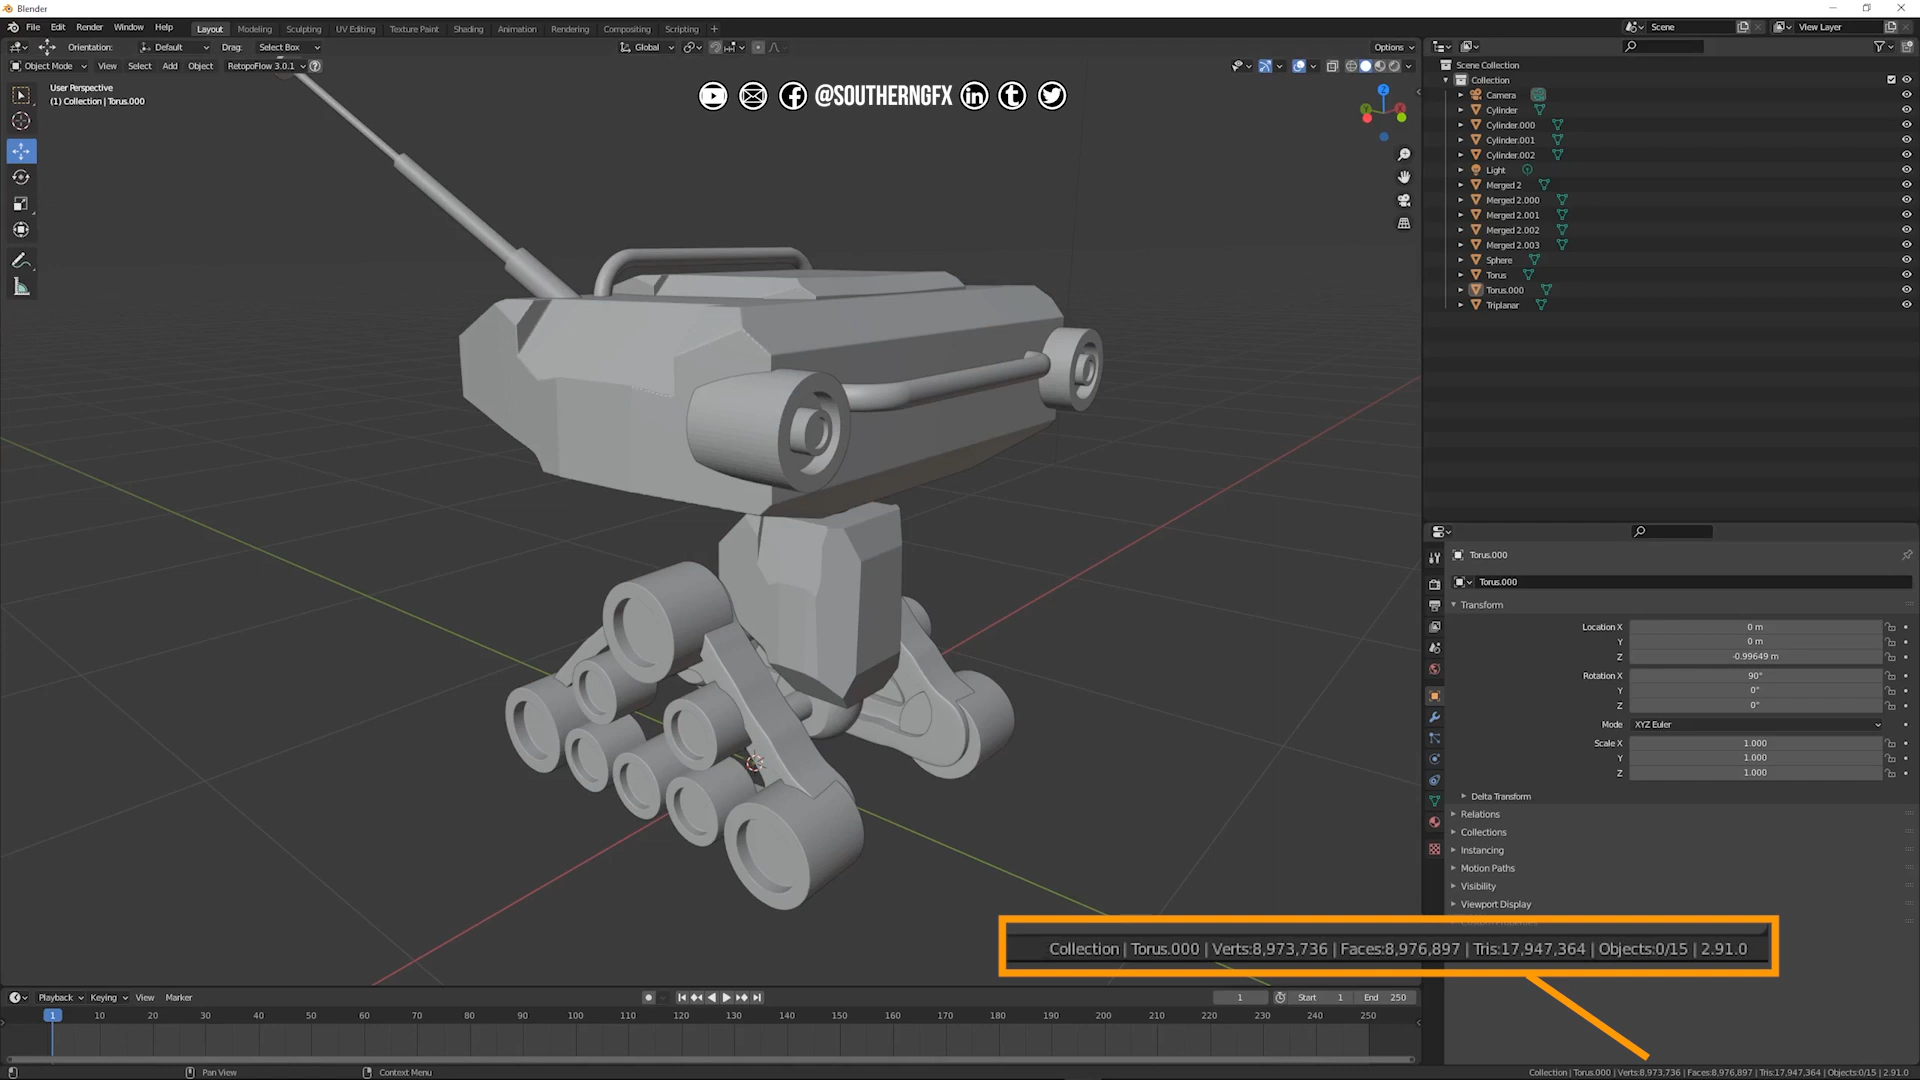 Blender
File Edit Render Window Help
Layout Modeling Sculpting UV Editing Texture Paint Shading Animation Rendering Compositing Scripting +
Scene
View Layer
Orientation: Default Drag: Select Box
Global
Options
Object Mode View Select Add Object RetopoFlow 3.0.1
User Perspective
(1) Collection | Torus.000
@SOUTHERNGFX
Z
Y
X
Scene Collection
Collection
Camera
Cylinder
Cylinder.000
Cylinder.001
Cylinder.002
Light
Merged 2
Merged 2.000
Merged 2.001
Merged 2.002
Merged 2.003
Sphere
Torus
Torus.000
Triplanar
Torus.000
Torus.000
Transform
Location X 0 m
Y 0 m
Z -0.99649 m
Rotation X 90°
Y 0°
Z 0°
Mode XYZ Euler
Scale X 1.000
Y 1.000
Z 1.000
Delta Transform
Relations
Collections
Instancing
Motion Paths
Visibility
Viewport Display
Collection | Torus.000 | Verts:8,973,736 | Faces:8,976,897 | Tris:17,947,364 | Objects:0/15 | 2.91.0
Playback Keying View Marker
1 Start 1 End 250
1 10 20 30 40 50 60 70 80 90 100 110 120 130 140 150 160 170 180 190 200 210 220 230 240 250
Pan View
Context Menu
Collection | Torus.000 | Verts:8,973,736 | Faces:8,976,897 | Tris:17,947,364 | Objects:0/15 | 2.91.0